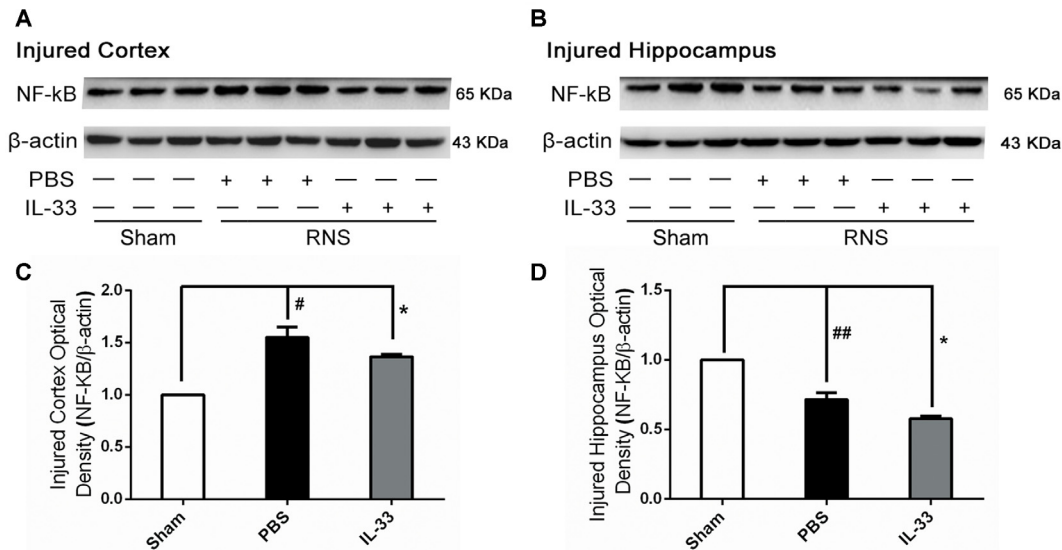 A
Injured Cortex
NF-kB 65 KDa
β-actin 43 KDa
PBS — — — + + + — — —
IL-33 — — — — — — + + +
Sham RNS
B
Injured Hippocampus
NF-kB 65 KDa
β-actin 43 KDa
PBS — — — + + + — — —
IL-33 — — — — — — + + +
Sham RNS
C
Injured Cortex Optical
Density (NF-KB/β-actin)
2.0
1.5
1.0
0.5
0.0
# *
Sham PBS IL-33
D
Injured Hippocampus Optical
Density (NF-KB/β-actin)
1.5
1.0
0.5
0.0
## *
Sham PBS IL-33